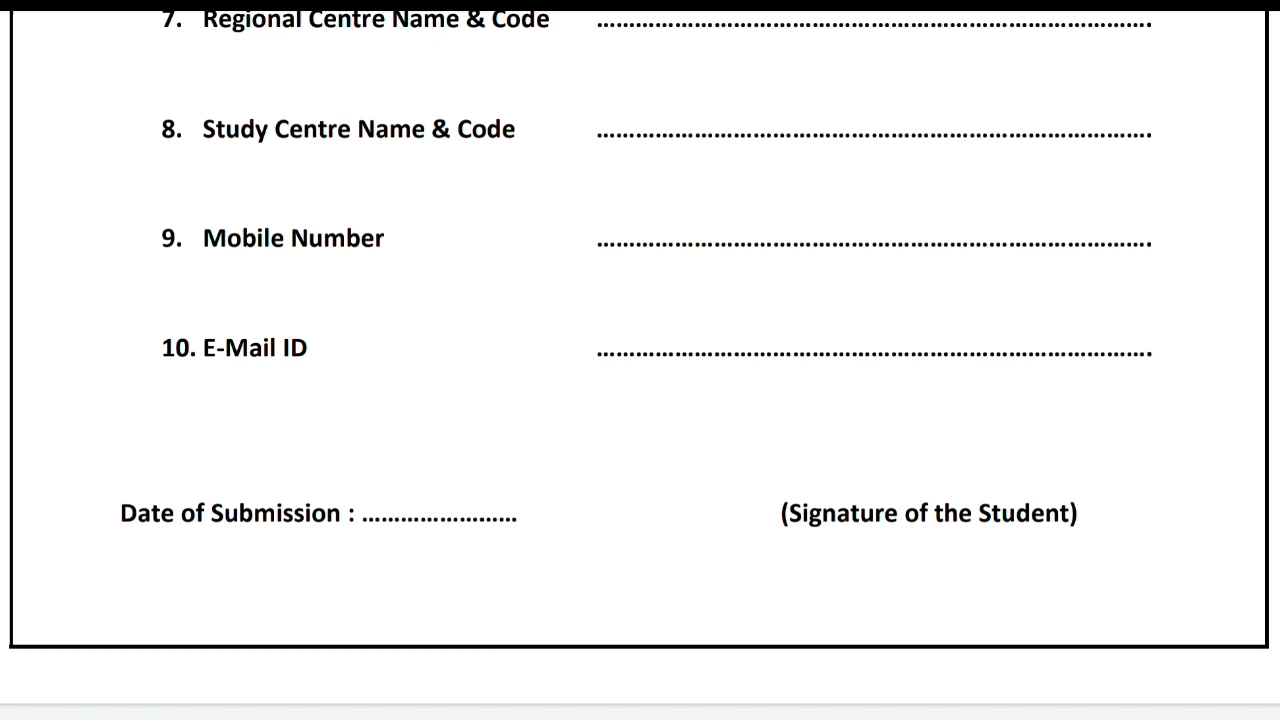 7. Regional Centre Name & Code ………………………………………………………………………….
8. Study Centre Name & Code ………………………………………………………………………….
9. Mobile Number ………………………………………………………………………….
10. E-Mail ID ………………………………………………………………………….
Date of Submission : …………………… (Signature of the Student)